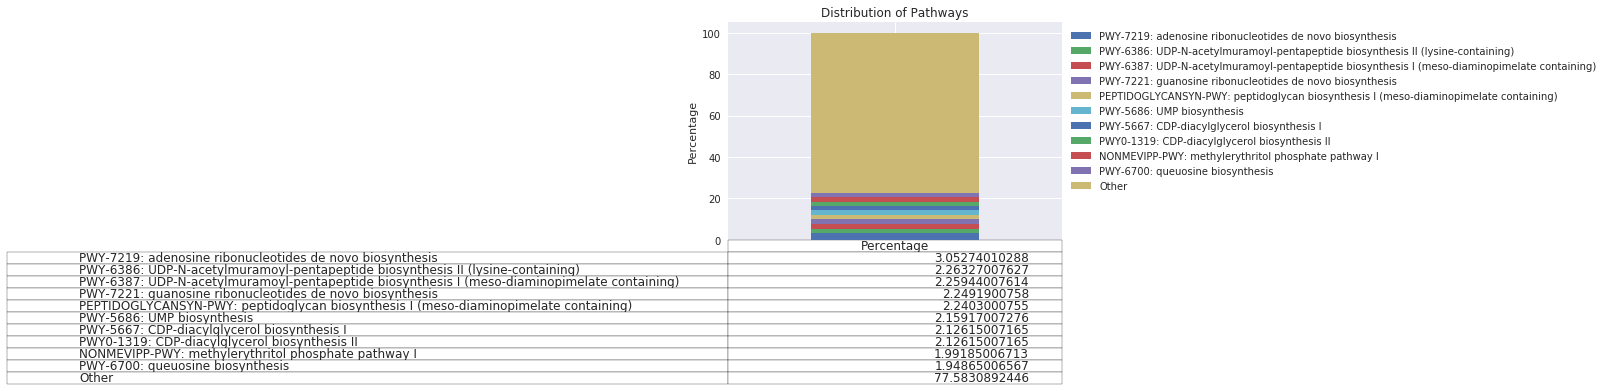 Distribution of Pathways
100
80
60
40
20
0
Percentage
PWY-7219: adenosine ribonucleotides de novo biosynthesis
PWY-6386: UDP-N-acetylmuramoyl-pentapeptide biosynthesis II (lysine-containing)
PWY-6387: UDP-N-acetylmuramoyl-pentapeptide biosynthesis I (meso-diaminopimelate containing)
PWY-7221: guanosine ribonucleotides de novo biosynthesis
PEPTIDOGLYCANSYN-PWY: peptidoglycan biosynthesis I (meso-diaminopimelate containing)
PWY-5686: UMP biosynthesis
PWY-5667: CDP-diacylglycerol biosynthesis I
PWY0-1319: CDP-diacylglycerol biosynthesis II
NONMEVIPP-PWY: methylerythritol phosphate pathway I
PWY-6700: queuosine biosynthesis
Other
Percentage
PWY-7219: adenosine ribonucleotides de novo biosynthesis 3.05274010288
PWY-6386: UDP-N-acetylmuramoyl-pentapeptide biosynthesis II (lysine-containing) 2.26327007627
PWY-6387: UDP-N-acetylmuramoyl-pentapeptide biosynthesis I (meso-diaminopimelate containing) 2.25944007614
PWY-7221: guanosine ribonucleotides de novo biosynthesis 2.2491900758
PEPTIDOGLYCANSYN-PWY: peptidoglycan biosynthesis I (meso-diaminopimelate containing) 2.2403000755
PWY-5686: UMP biosynthesis 2.15917007276
PWY-5667: CDP-diacylglycerol biosynthesis I 2.12615007165
PWY0-1319: CDP-diacylglycerol biosynthesis II 2.12615007165
NONMEVIPP-PWY: methylerythritol phosphate pathway I 1.99185006713
PWY-6700: queuosine biosynthesis 1.94865006567
Other 77.5830892446